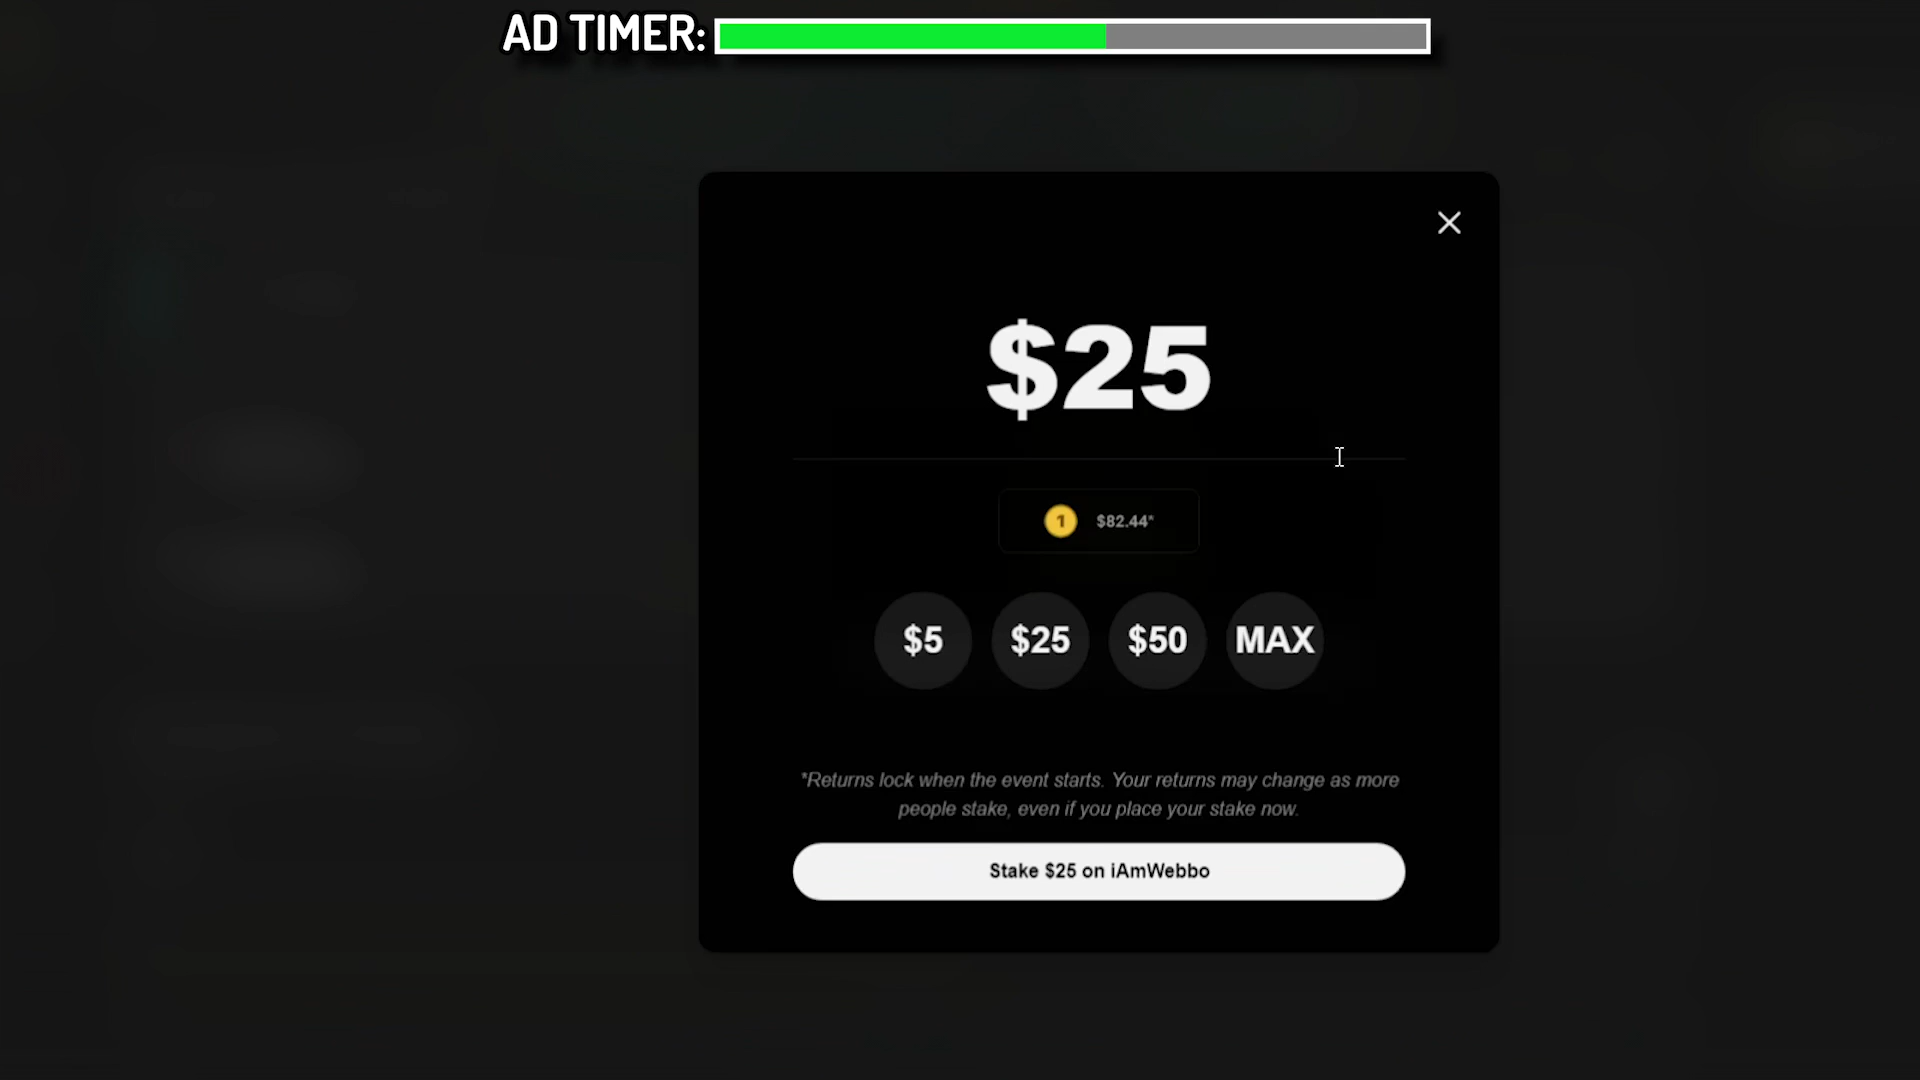 AD TIMER:
$25
1 $82.44*
$5 $25 $50 MAX
*Returns lock when the event starts. Your returns may change as more
people stake, even if you place your stake now.
Stake $25 on iAmWebbo